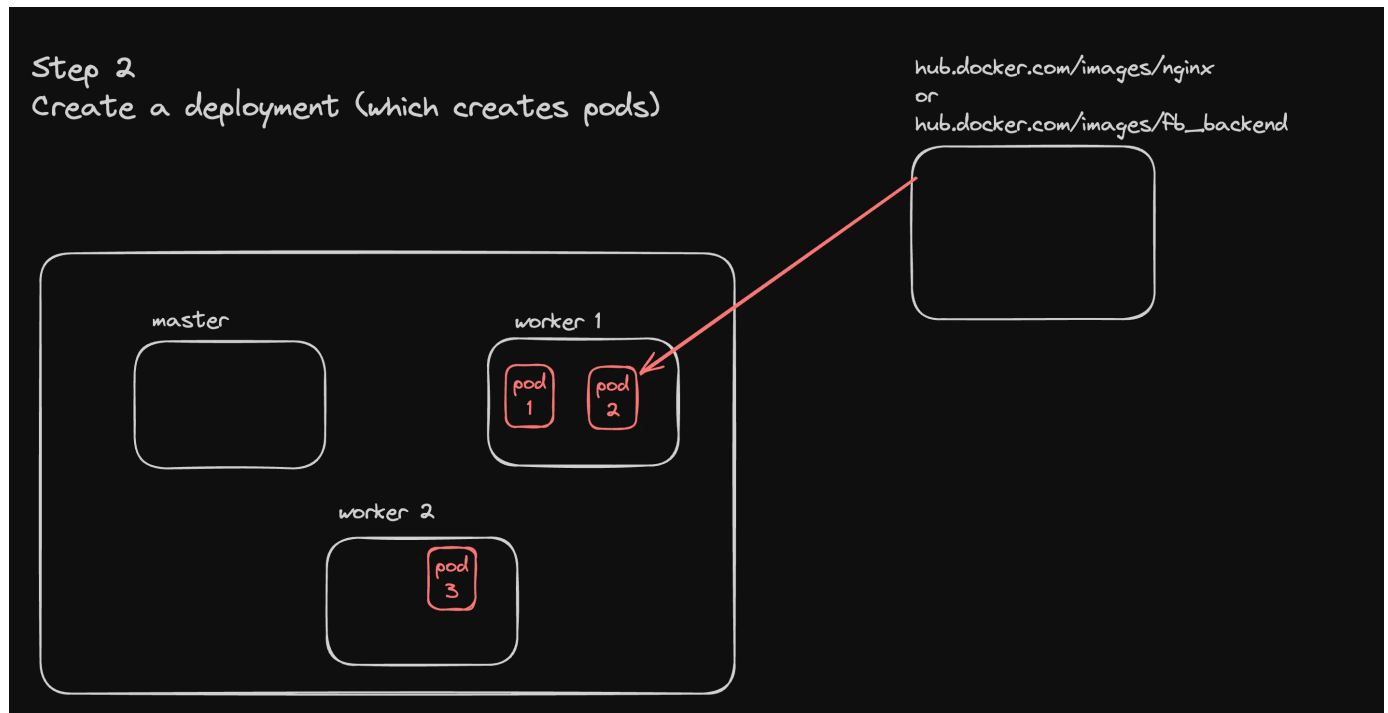 Step 2
Create a deployment (which creates pods)
hub.docker.com/images/nginx
or
hub.docker.com/images/fb_backend
master
worker 1
pod
1
pod
2
worker 2
pod
3